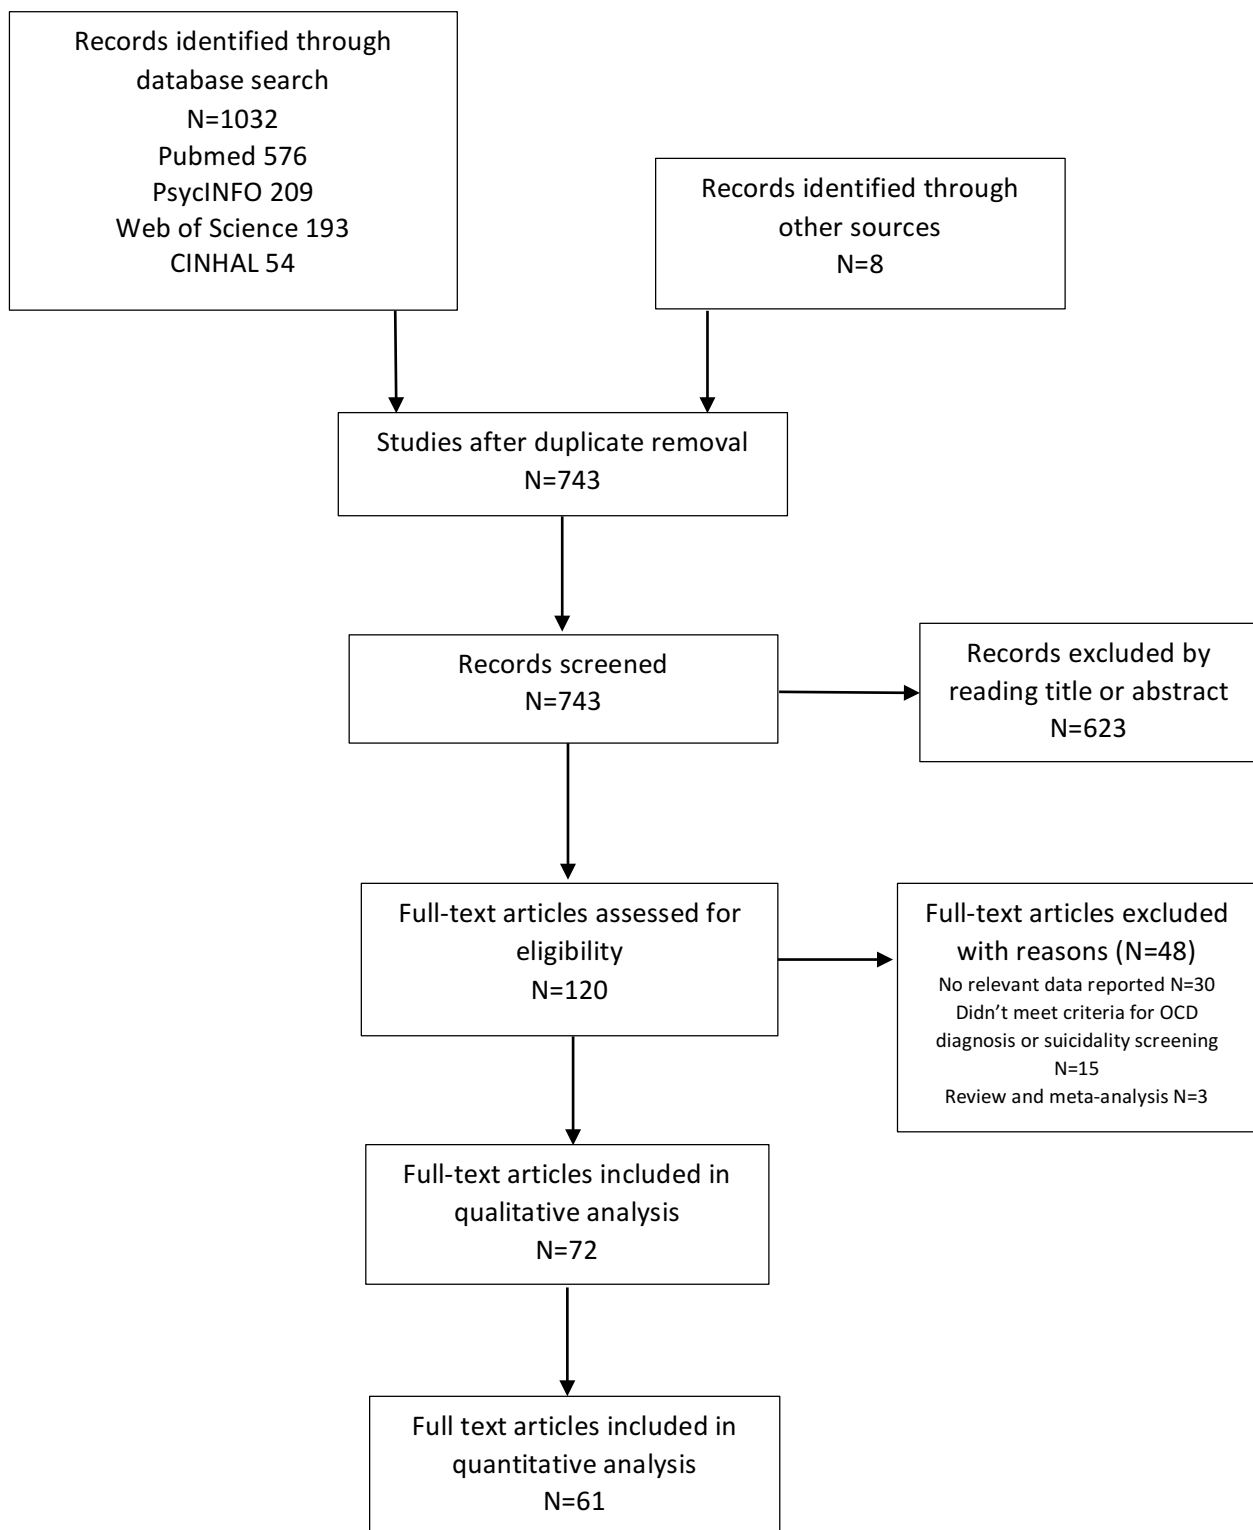 Records identified through
database search
N=1032
Pubmed 576
PsycINFO 209
Web of Science 193
CINHAL 54
Records identified through
other sources
N=8
Studies after duplicate removal
N=743
Records screened
N=743
Records excluded by
reading title or abstract
N=623
Full-text articles assessed for
eligibility
N=120
Full-text articles excluded
with reasons (N=48)
No relevant data reported N=30
Didn’t meet criteria for OCD
diagnosis or suicidality screening
N=15
Review and meta-analysis N=3
Full-text articles included in
qualitative analysis
N=72
Full text articles included in
quantitative analysis
N=61